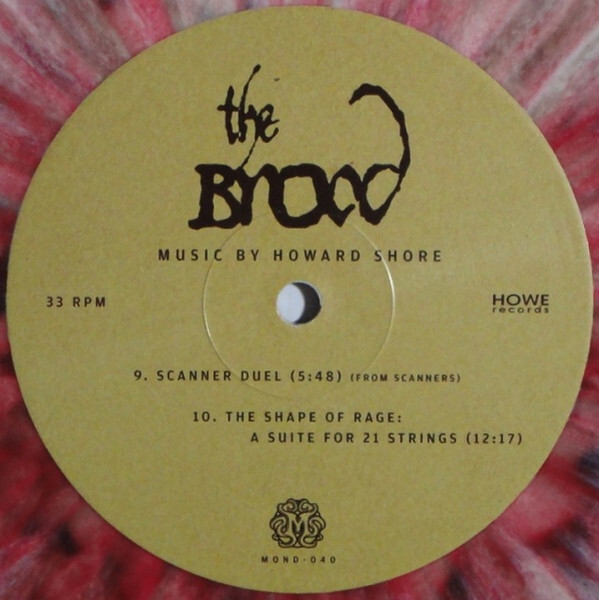 the
BROOD
MUSIC BY HOWARD SHORE
33 RPM
HOWE
records
9. SCANNER DUEL (5:48) (FROM SCANNERS)
10. THE SHAPE OF RAGE:
A SUITE FOR 21 STRINGS (12:17)
M
MOND-040